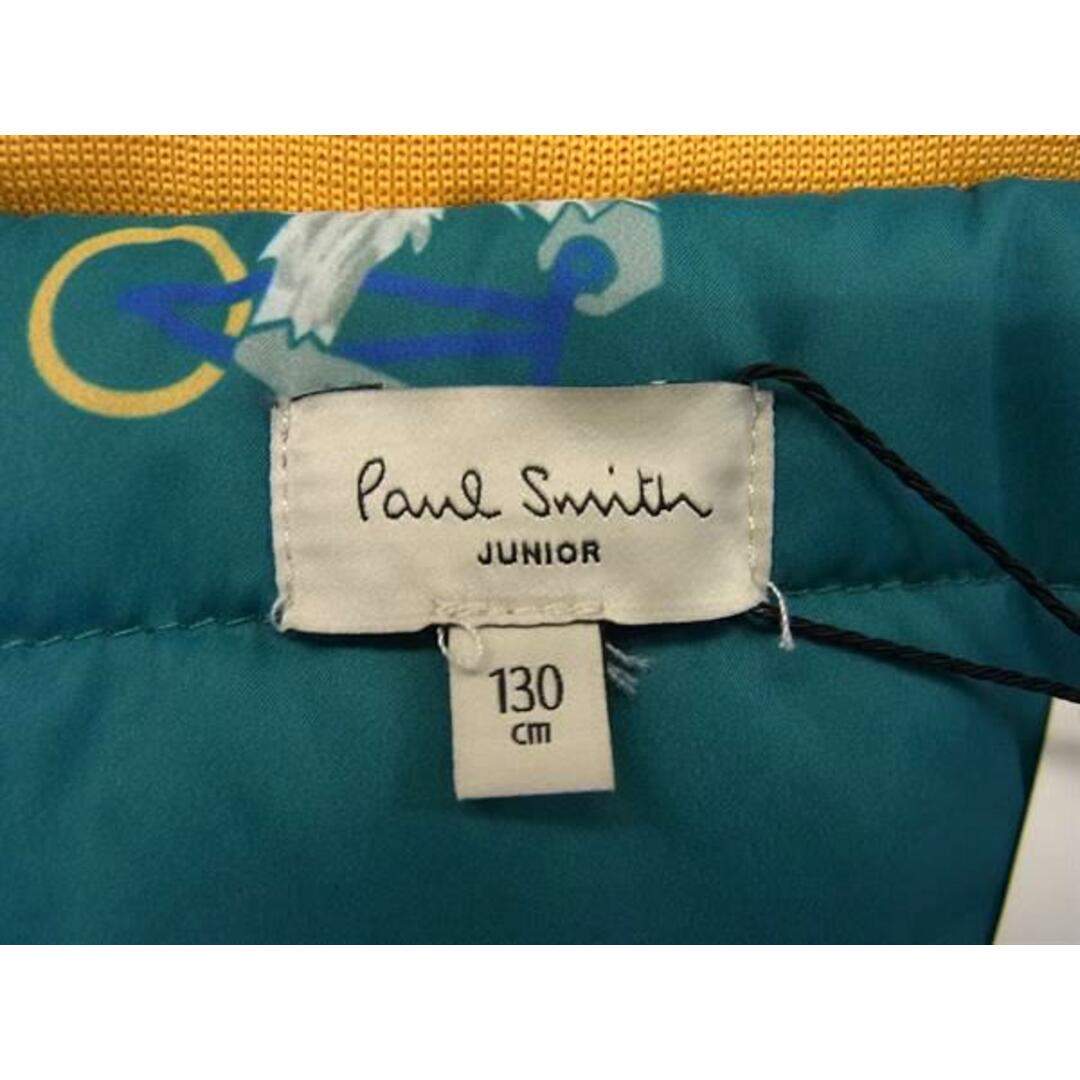 Paul Smith
JUNIOR
130
cm